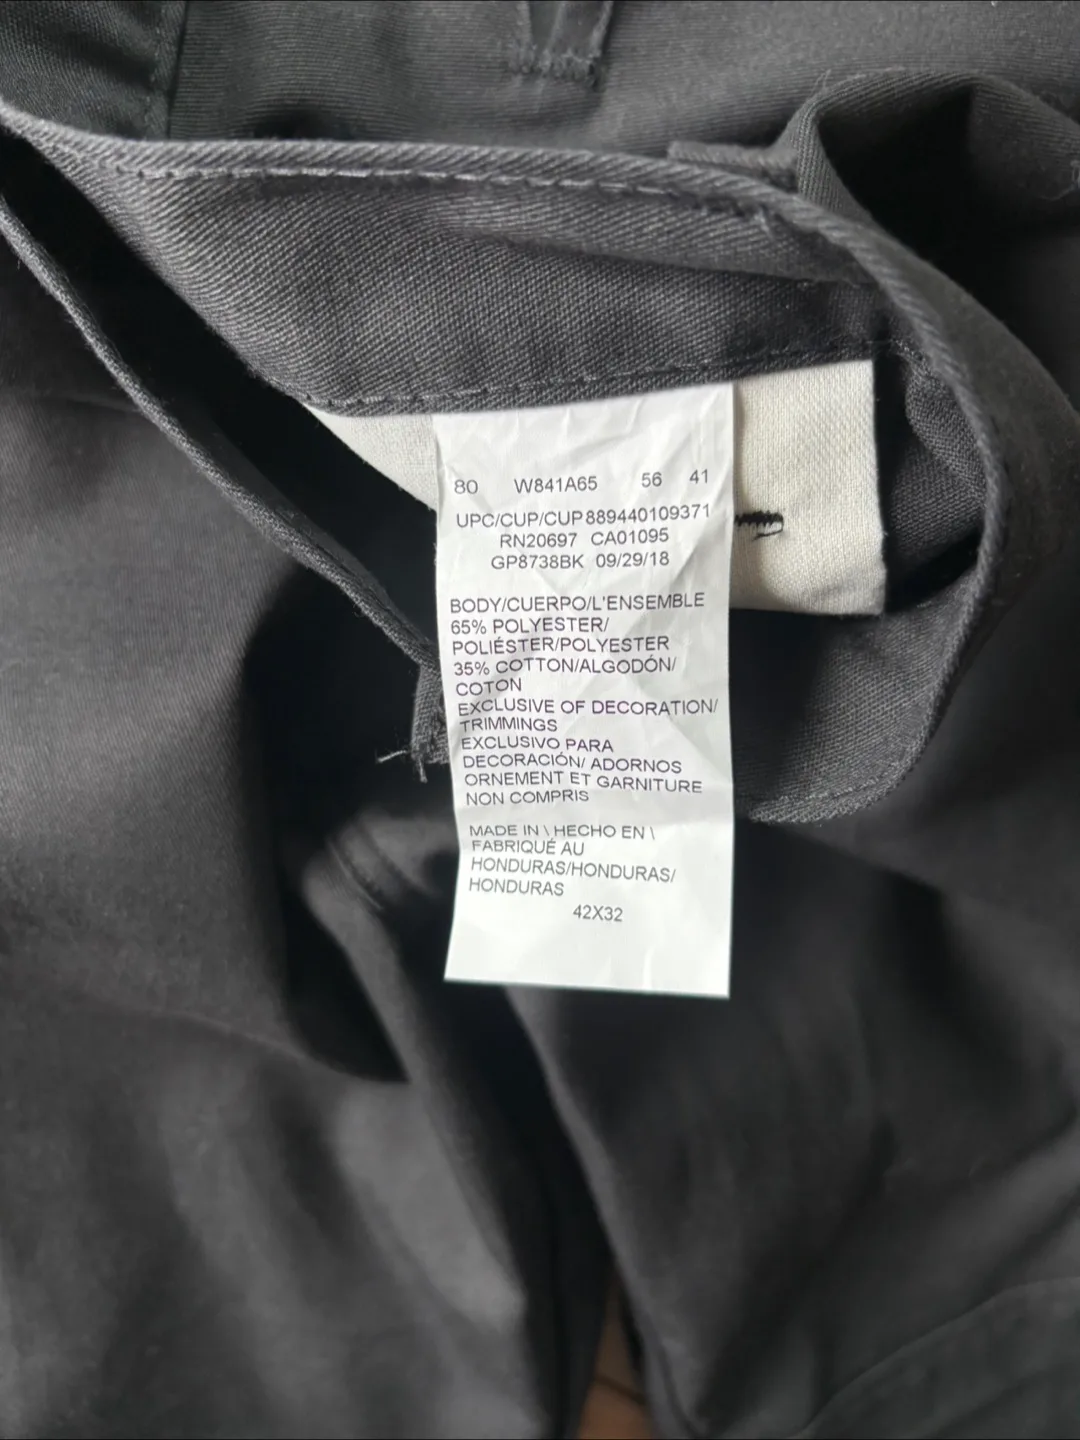 80 W841A65 56 41
UPC/CUP/CUP 889440109371
RN20697 CA01095
GP8738BK 09/29/18
BODY/CUERPO/L'ENSEMBLE
65% POLYESTER/
POLIÉSTER/POLYESTER
35% COTTON/ALGODÓN/
COTON
EXCLUSIVE OF DECORATION/
TRIMMINGS
EXCLUSIVO PARA
DECORACIÓN/ ADORNOS
ORNEMENT ET GARNITURE
NON COMPRIS
MADE IN \ HECHO EN \
FABRIQUÉ AU
HONDURAS/HONDURAS/
HONDURAS
42X32